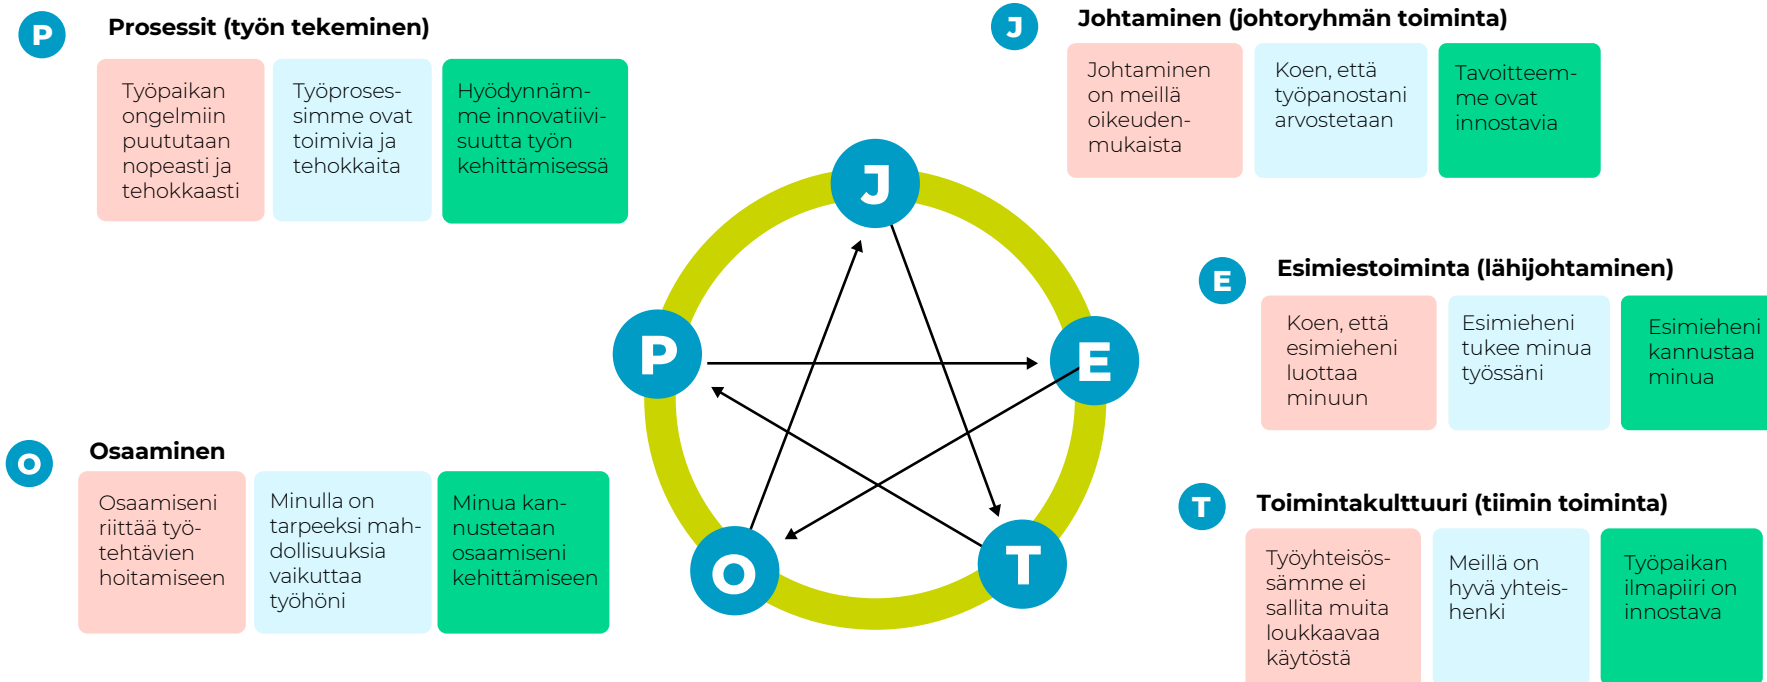 P
Prosessit (työn tekeminen)
Työpaikan
ongelmiin
puututaan
nopeasti ja
tehokkaasti
Työproses-
simme ovat
toimivia ja
tehokkaita
Hyödynnäm-
me innovatiivi-
suutta työn
kehittämisessä
J
Johtaminen (johtoryhmän toiminta)
Johtaminen
on meillä
oikeuden-
mukaista
Koen, että
työpanostani
arvostetaan
Tavoitteem-
me ovat
innostavia
J
P
E
O
T
E
Esimiestoiminta (lähijohtaminen)
Koen, että
esimieheni
luottaa
minuun
Esimieheni
tukee minua
työssäni
Esimieheni
kannustaa
minua
O
Osaaminen
Osaamiseni
riittää työ-
tehtävien
hoitamiseen
Minulla on
tarpeeksi mah-
dollisuuksia
vaikuttaa
työhöni
Minua kan-
nustetaan
osaamiseni
kehittämiseen
T
Toimintakulttuuri (tiimin toiminta)
Työyhteisös-
sämme ei
sallita muita
loukkaavaa
käytöstä
Meillä on
hyvä yhteis-
henki
Työpaikan
ilmapiiri on
innostava